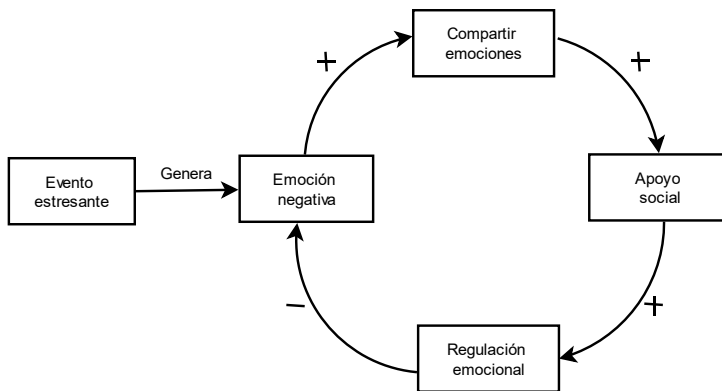 Compartir
emociones
+
+
Genera
Evento
estresante
Emoción
negativa
Apoyo
social
−
+
Regulación
emocional